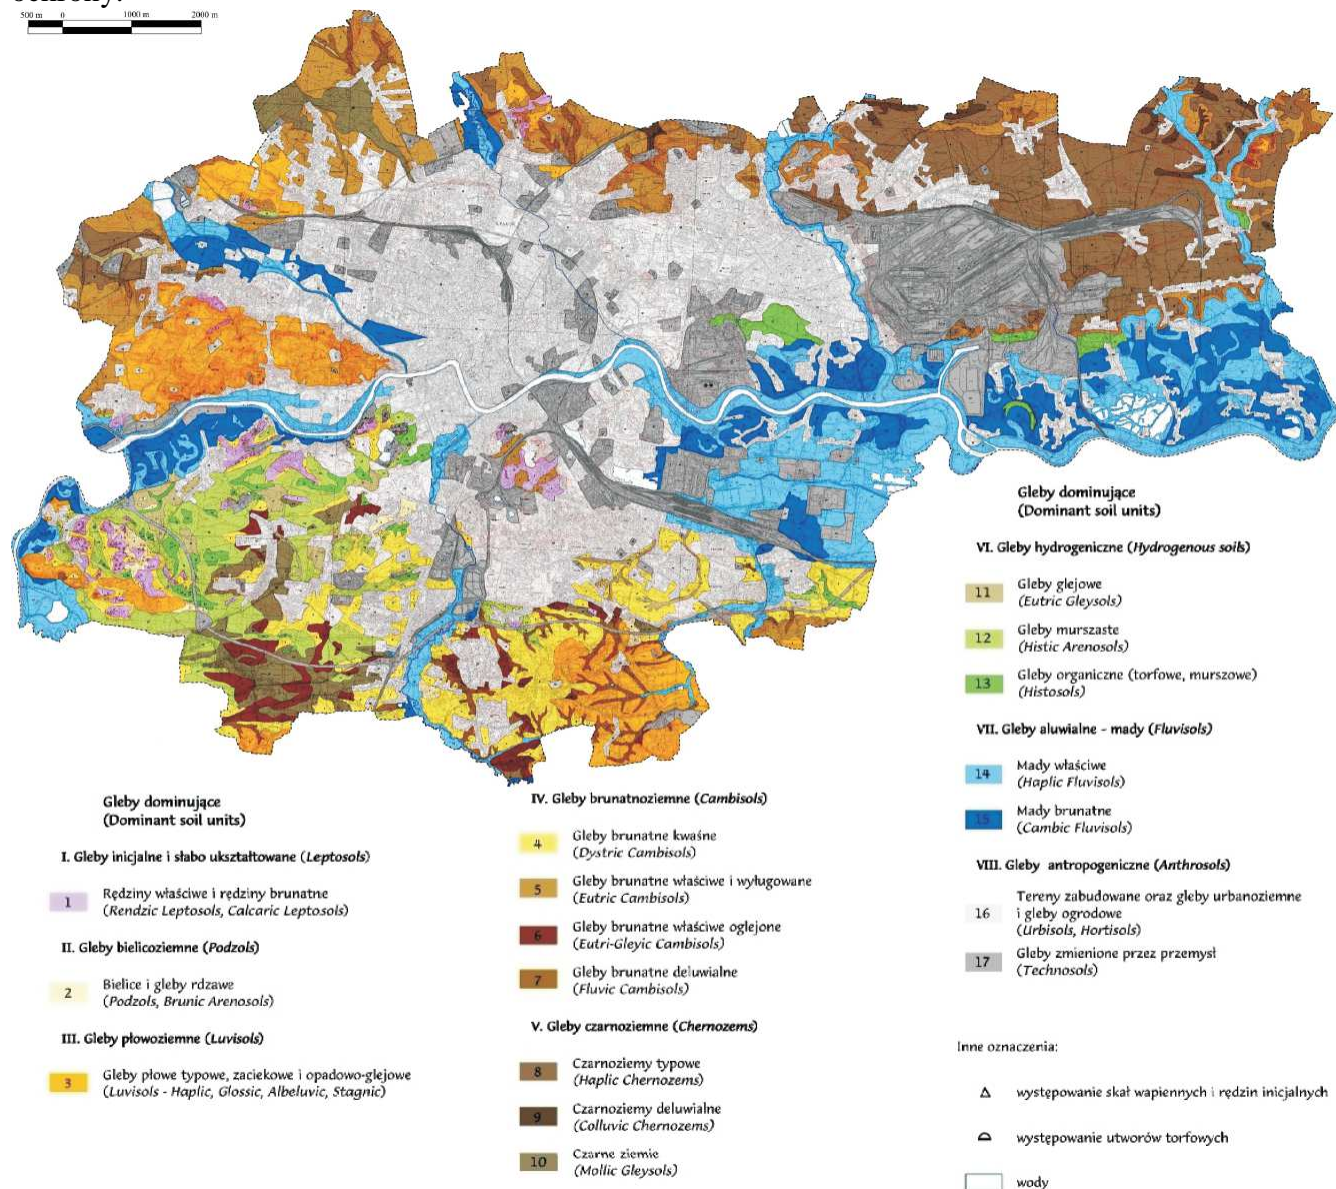 ochrony.
500 m 0 1000 m 2000 m
Gleby dominujące
(Dominant soil units)
I. Gleby inicjalne i słabo ukształtowane (Leptosols)
1 Rędziny właściwe i rędziny brunatne
(Rendzic Leptosols, Calcaric Leptosols)
II. Gleby bielicoziemne (Podzols)
2 Bielice i gleby rdzawe
(Podzols, Brunic Arenosols)
III. Gleby płowoziemne (Luvisols)
3 Gleby płowe typowe, zaciekowe i opadowo-glejowe
(Luvisols - Haplic, Glossic, Albeluvic, Stagnic)
IV. Gleby brunatnoziemne (Cambisols)
4 Gleby brunatne kwaśne
(Dystric Cambisols)
5 Gleby brunatne właściwe i wyługowane
(Eutric Cambisols)
6 Gleby brunatne właściwe oglejone
(Eutri-Gleyic Cambisols)
7 Gleby brunatne deluwialne
(Fluvic Cambisols)
V. Gleby czarnoziemne (Chernozems)
8 Czarnoziemy typowe
(Haplic Chernozems)
9 Czarnoziemy deluwialne
(Colluvic Chernozems)
10 Czarne ziemie
(Mollic Gleysols)
Gleby dominujące
(Dominant soil units)
VI. Gleby hydrogeniczne (Hydrogenous soils)
11 Gleby glejowe
(Eutric Gleysols)
12 Gleby murszaste
(Histic Arenosols)
13 Gleby organiczne (torfowe, murszowe)
(Histosols)
VII. Gleby aluwialne - mady (Fluvisols)
14 Mady właściwe
(Haplic Fluvisols)
15 Mady brunatne
(Cambic Fluvisols)
VIII. Gleby antropogeniczne (Anthrosols)
16 Tereny zabudowane oraz gleby urbanoziemne
i gleby ogrodowe
(Urbisols, Hortisols)
17 Gleby zmienione przez przemysł
(Technosols)
Inne oznaczenia:
występowanie skał wapiennych i rędzin inicjalnych
występowanie utworów torfowych
wody